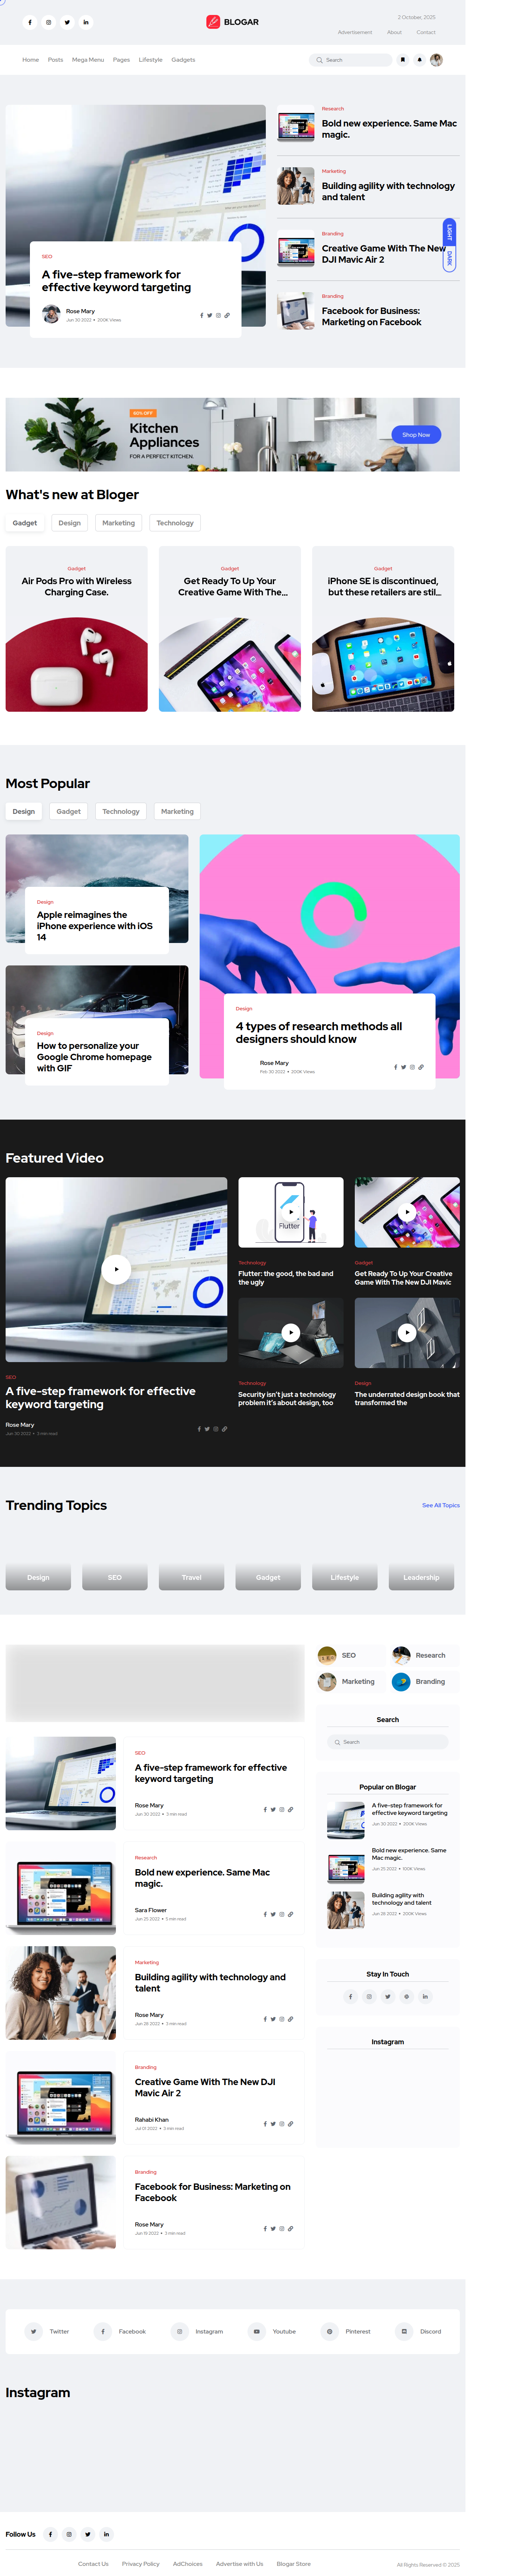 BLOGAR
2 October, 2025
Advertisement
About
Contact
Home
Posts
Mega Menu
Pages
Lifestyle
Gadgets
Search
SEO
A five-step framework for
effective keyword targeting
Rose Mary
Jun 30 2022 • 200K Views
Research
Bold new experience. Same Mac
magic.
Marketing
Building agility with technology
and talent
Branding
Creative Game With The New
DJI Mavic Air 2
Branding
Facebook for Business:
Marketing on Facebook
LIGHT
DARK
60% OFF
Kitchen
Appliances
FOR A PERFECT KITCHEN.
Shop Now
What's new at Bloger
Gadget
Design
Marketing
Technology
Gadget
Air Pods Pro with Wireless
Charging Case.
Gadget
Get Ready To Up Your
Creative Game With The...
Gadget
iPhone SE is discontinued,
but these retailers are stil...
Most Popular
Design
Gadget
Technology
Marketing
Design
Apple reimagines the
iPhone experience with iOS
14
Design
How to personalize your
Google Chrome homepage
with GIF
Design
4 types of research methods all
designers should know
Rose Mary
Feb 30 2022 • 200K Views
Featured Video
SEO
A five-step framework for effective
keyword targeting
Rose Mary
Jun 30 2022 • 3 min read
Flutter
Technology
Flutter: the good, the bad and
the ugly
Gadget
Get Ready To Up Your Creative
Game With The New DJI Mavic
Technology
Security isn't just a technology
problem it's about design, too
Design
The underrated design book that
transformed the
Trending Topics
See All Topics
Design
SEO
Travel
Gadget
Lifestyle
Leadership
SEO
Research
Marketing
Branding
Search
Search
SEO
A five-step framework for effective
keyword targeting
Rose Mary
Jun 30 2022 • 3 min read
Research
Bold new experience. Same Mac
magic.
Sara Flower
Jun 25 2022 • 5 min read
Marketing
Building agility with technology and
talent
Rose Mary
Jun 28 2022 • 3 min read
Branding
Creative Game With The New DJI
Mavic Air 2
Rahabi Khan
Jul 01 2022 • 3 min read
Branding
Facebook for Business: Marketing on
Facebook
Rose Mary
Jun 19 2022 • 3 min read
Popular on Blogar
A five-step framework for
effective keyword targeting
Jun 30 2022 • 200K Views
Bold new experience. Same
Mac magic.
Jun 25 2022 • 100K Views
Building agility with
technology and talent
Jun 28 2022 • 200K Views
Stay In Touch
Instagram
Twitter
Facebook
Instagram
Youtube
Pinterest
Discord
Instagram
Follow Us
Contact Us
Privacy Policy
AdChoices
Advertise with Us
Blogar Store
All Rights Reserved © 2025